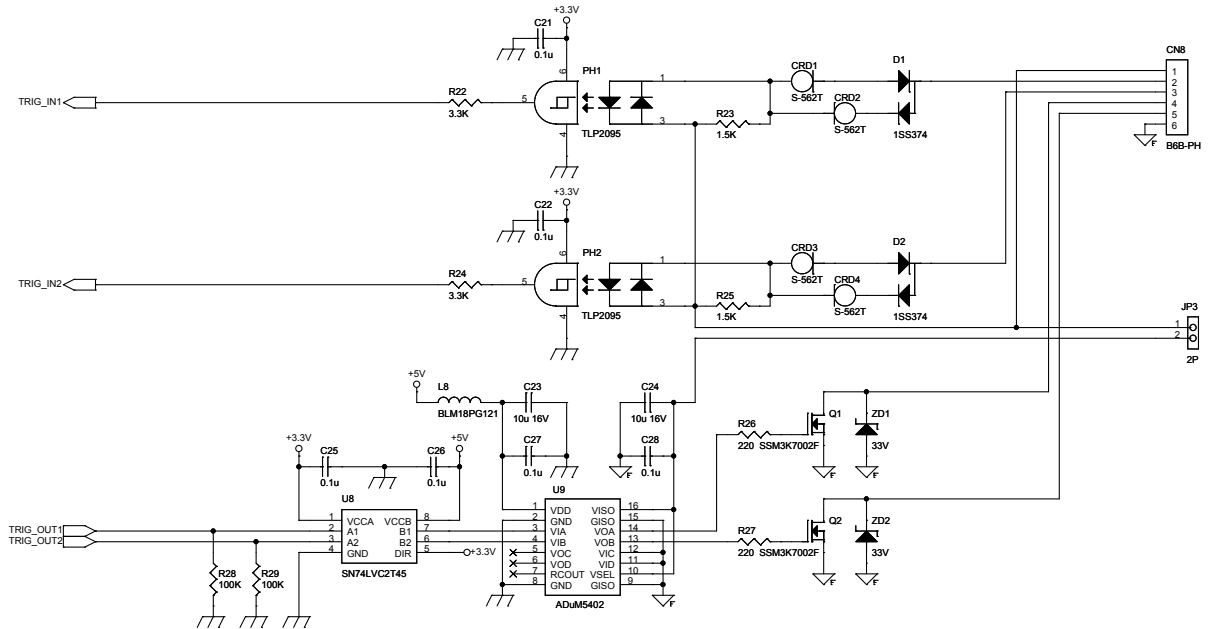 +3.3V
C21
0.1u
6
PH1
TRIG_IN1
R22
3.3K
5
4
TLP2095
1
3
R23
1.5K
CRD1
S-562T
CRD2
S-562T
D1
1SS374
CN8
1
2
3
4
5
6
F
B6B-PH
+3.3V
C22
0.1u
6
PH2
TRIG_IN2
R24
3.3K
5
4
TLP2095
1
3
R25
1.5K
CRD3
S-562T
CRD4
S-562T
D2
1SS374
JP3
1
2
2P
+5V
L8
BLM18PG121
C23
10u 16V
C27
0.1u
C24
10u 16V
C28
0.1u
F
+3.3V
C25
0.1u
C26
0.1u
+5V
U8
1 VCCA VCCB 8
2 A1 B1 7
3 A2 B2 6
4 GND DIR 5
+3.3V
SN74LVC2T45
TRIG_OUT1
TRIG_OUT2
R28
100K
R29
100K
U9
1 VDD VISO 16
2 GND GISO 15
3 VIA VOA 14
4 VIB VOB 13
5 VOC VIC 12
6 VOD VID 11
7 RCOUT VSEL 10
8 GND GISO 9
ADuM5402
F
R26
220
SSM3K7002F
Q1
ZD1
33V
F
F
R27
220
SSM3K7002F
Q2
ZD2
33V
F
F